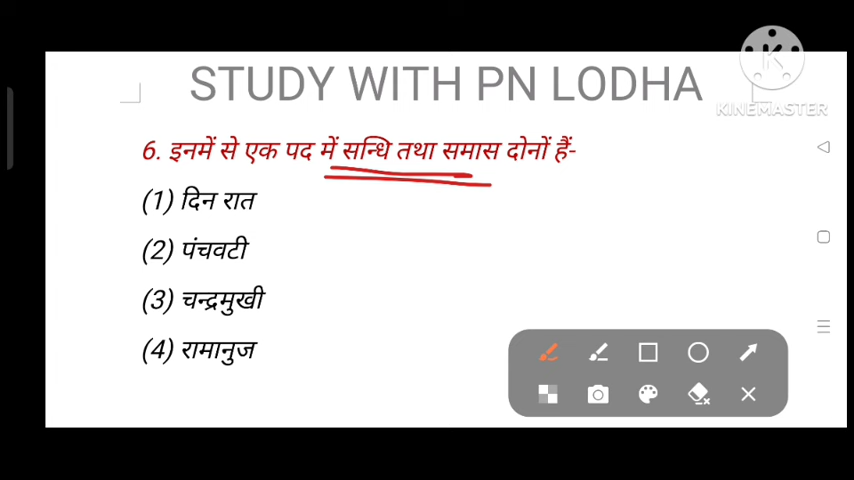 STUDY WITH PN LODHA
KINEMASTER
6. इनमें से एक पद में सन्धि तथा समास दोनों हैं-
(1) दिन रात
(2) पंचवटी
(3) चन्द्रमुखी
(4) रामानुज